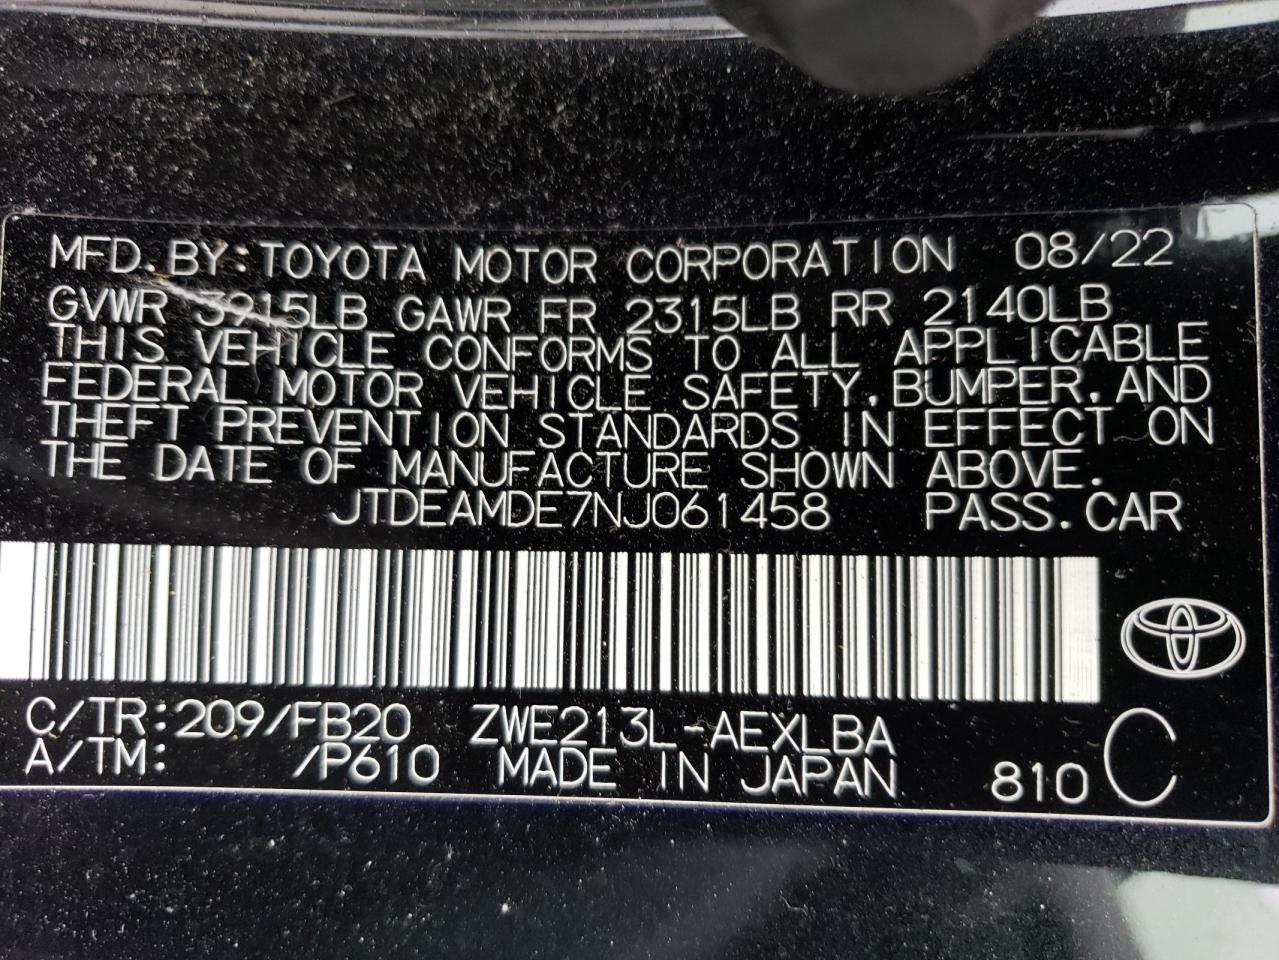 MFD. BY: TOYOTA MOTOR CORPORATION 08/22
GVWR 3915LB GAWR FR 2315LB RR 2140LB
THIS VEHICLE CONFORMS TO ALL APPLICABLE
FEDERAL MOTOR VEHICLE SAFETY, BUMPER, AND
THEFT PREVENTION STANDARDS IN EFFECT ON
THE DATE OF MANUFACTURE SHOWN ABOVE.
JTDEAMDE7NJ061458 PASS. CAR
C/TR: 209/FB20 ZWE213L-AEXLBA
A/TM: /P610 MADE IN JAPAN 810 C